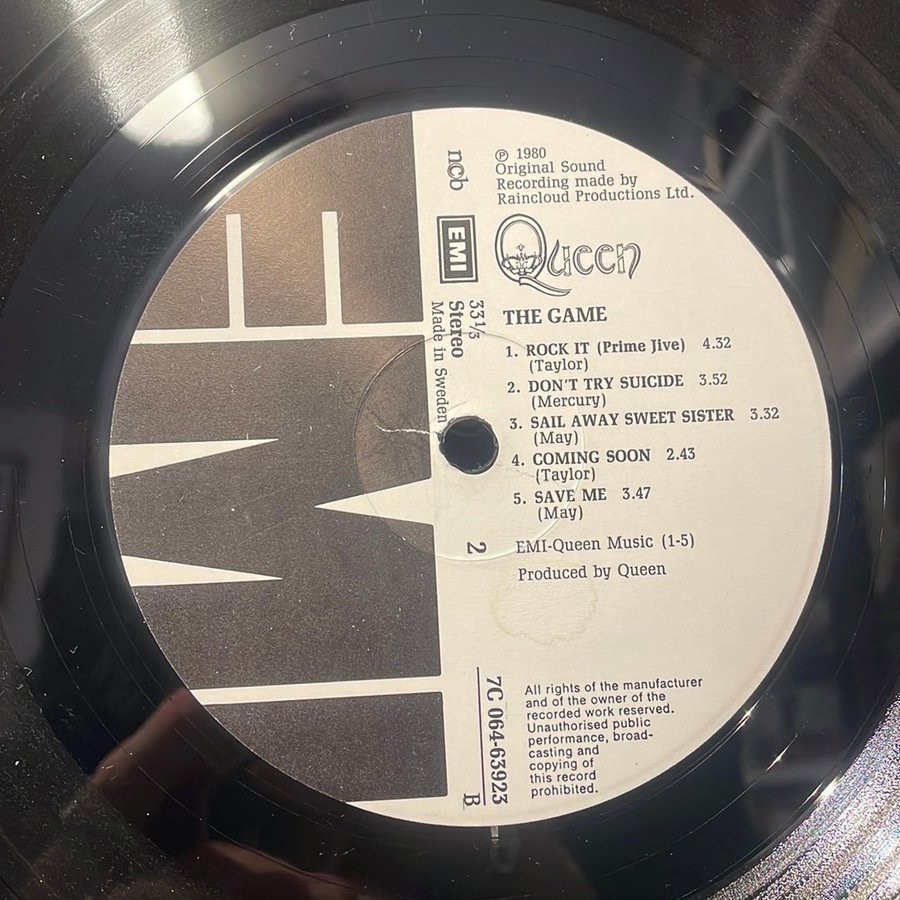 ncb
EMI
33 1/3
Stereo
Made in Sweden
℗ 1980
Original Sound
Recording made by
Raincloud Productions Ltd.
Queen
THE GAME
1. ROCK IT (Prime Jive) 4.32
(Taylor)
2. DON'T TRY SUICIDE 3.52
(Mercury)
3. SAIL AWAY SWEET SISTER 3.32
(May)
4. COMING SOON 2.43
(Taylor)
5. SAVE ME 3.47
(May)
2
EMI-Queen Music (1-5)
Produced by Queen
7C 064-63923
B
All rights of the manufacturer
and of the owner of the
recorded work reserved.
Unauthorised public
performance, broad-
casting and
copying of
this record
prohibited.
EMI